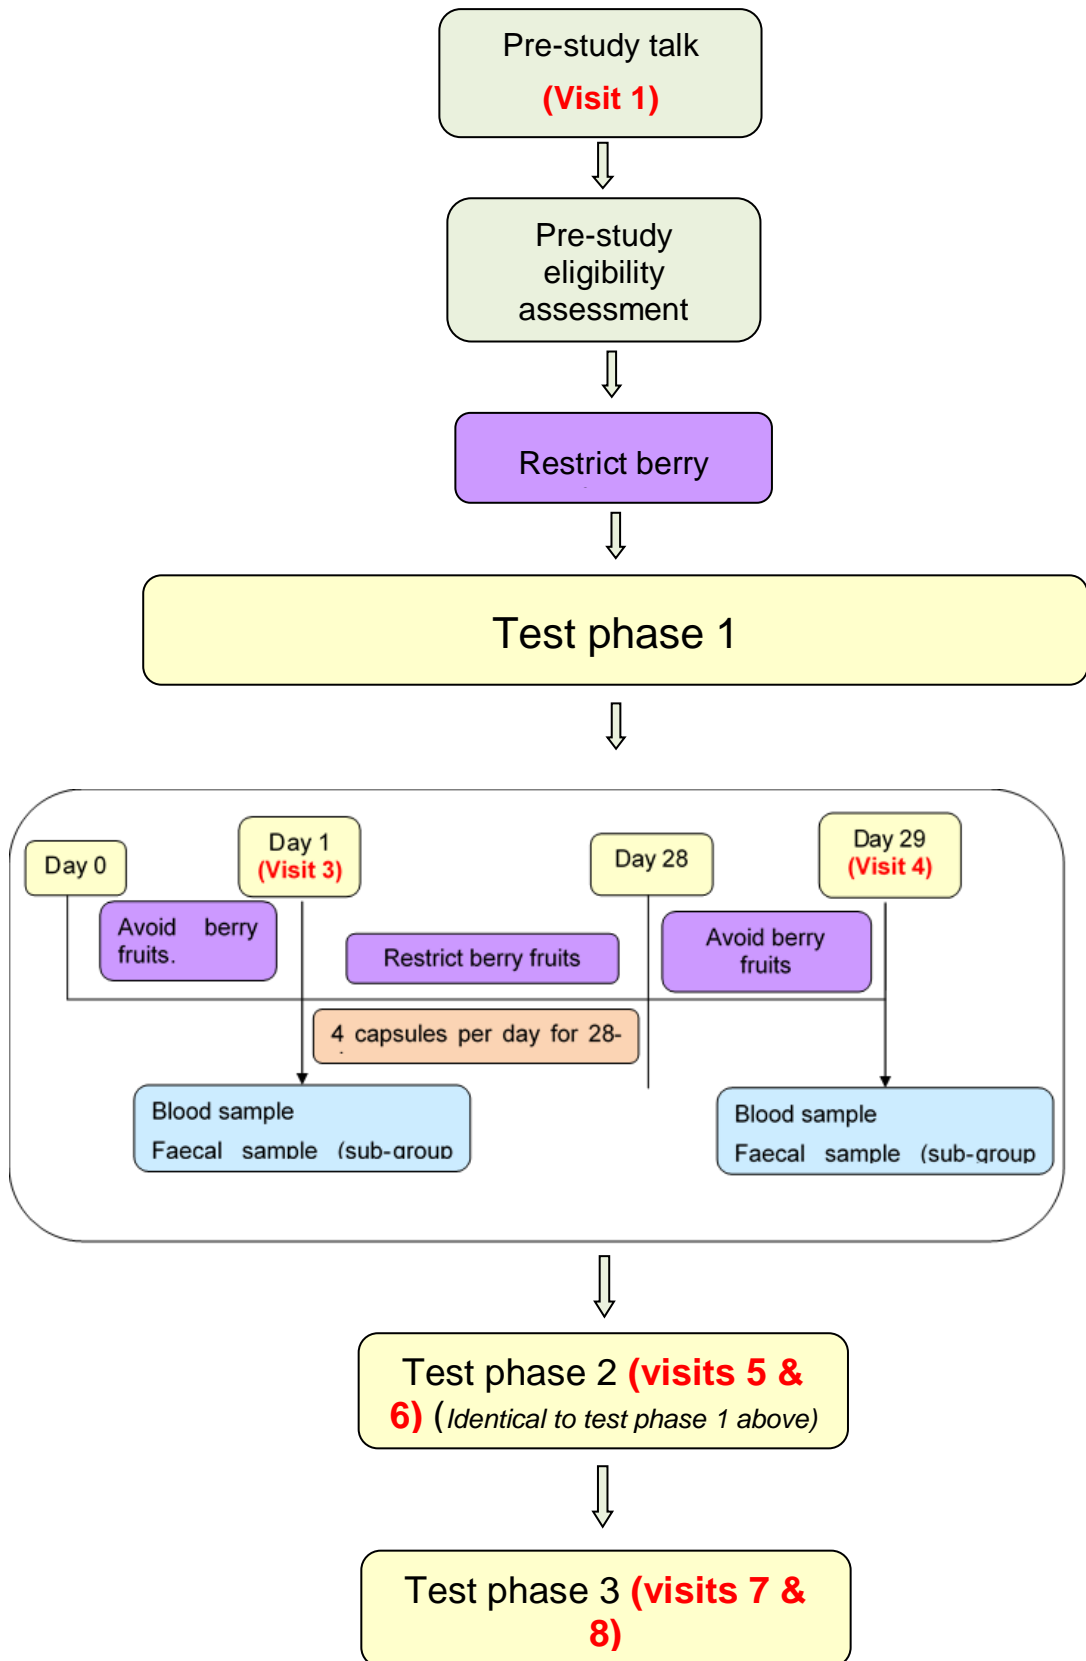 Pre-study talk
(Visit 1)
Pre-study
eligibility
assessment
Restrict berry
Test phase 1
Day 0
Day 1
(Visit 3)
Day 28
Day 29
(Visit 4)
Avoid berry
fruits.
Restrict berry fruits
Avoid berry
fruits
4 capsules per day for 28-
Blood sample
Faecal sample (sub-group
Blood sample
Faecal sample (sub-group
Test phase 2 (visits 5 &
6) (Identical to test phase 1 above)
Test phase 3 (visits 7 &
8)